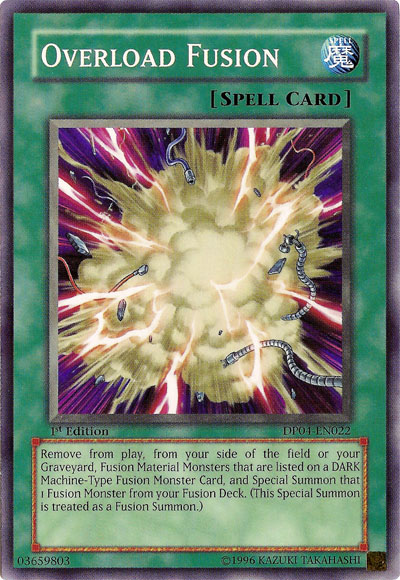 OVERLOAD FUSION
SPELL
魔
[SPELL CARD]
1st Edition
DP04-EN022
Remove from play, from your side of the field or your
Graveyard, Fusion Material Monsters that are listed on a DARK
Machine-Type Fusion Monster Card, and Special Summon that
1 Fusion Monster from your Fusion Deck. (This Special Summon
is treated as a Fusion Summon.)
03659803
©1996 KAZUKI TAKAHASHI